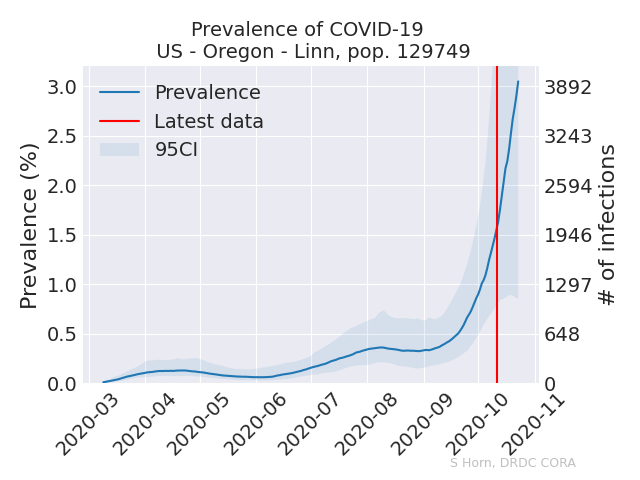 Prevalence of COVID-19
US - Oregon - Linn, pop. 129749
Prevalence
Latest data
95CI
Prevalence (%)
3.0
2.5
2.0
1.5
1.0
0.5
0.0
3892
3243
2594
1946
1297
648
0
# of infections
2020-03
2020-04
2020-05
2020-06
2020-07
2020-08
2020-09
2020-10
2020-11
S Horn, DRDC CORA